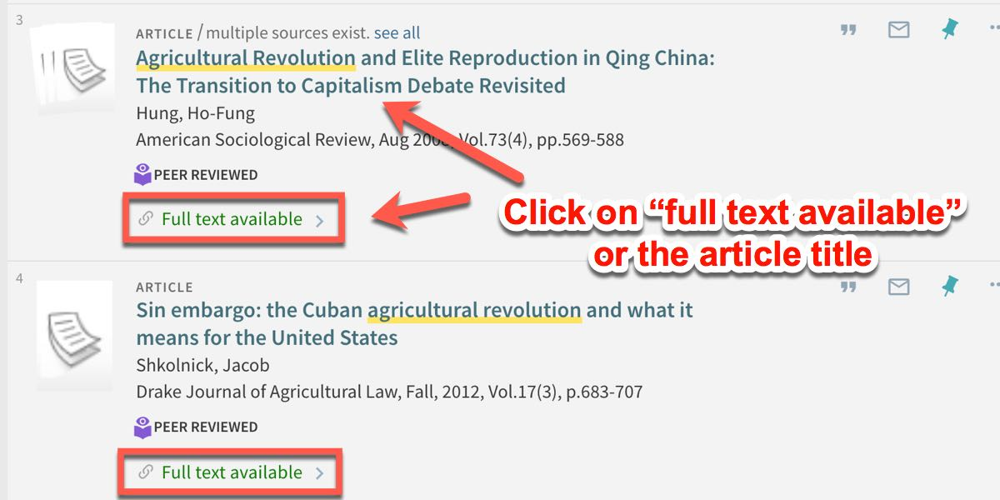 3
ARTICLE / multiple sources exist. see all
Agricultural Revolution and Elite Reproduction in Qing China:
The Transition to Capitalism Debate Revisited
Hung, Ho-Fung
American Sociological Review, Aug 2008, Vol.73(4), pp.569-588
PEER REVIEWED
Full text available
Click on “full text available”
or the article title
4
ARTICLE
Sin embargo: the Cuban agricultural revolution and what it
means for the United States
Shkolnick, Jacob
Drake Journal of Agricultural Law, Fall, 2012, Vol.17(3), p.683-707
PEER REVIEWED
Full text available